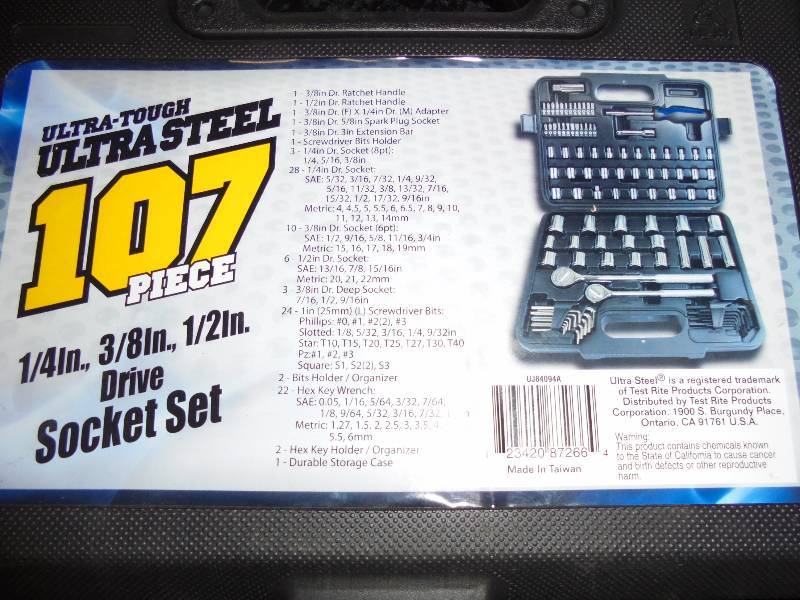 ULTRA-TOUGH
ULTRA STEEL
107
PIECE
1/4In., 3/8In., 1/2In.
Drive
Socket Set
1 - 3/8in Dr. Ratchet Handle
1 - 1/2in Dr. Ratchet Handle
1 - 3/8in Dr. (F) X 1/4in Dr. (M) Adapter
1 - 3/8in Dr. 5/8in Spark Plug Socket
1 - 3/8in Dr. 3in Extension Bar
1 - Screwdriver Bits Holder
3 - 1/4in Dr. Socket (8pt):
1/4, 5/16, 3/8in
28 - 1/4in Dr. Socket:
SAE: 5/32, 3/16, 7/32, 1/4, 9/32,
5/16, 11/32, 3/8, 13/32, 7/16,
15/32, 1/2, 17/32, 9/16in
Metric: 4, 4.5, 5, 5.5, 6, 6.5, 7, 8, 9, 10,
11, 12, 13, 14mm
10 - 3/8in Dr. Socket (6pt):
SAE: 1/2, 9/16, 5/8, 11/16, 3/4in
Metric: 15, 16, 17, 18, 19mm
6 - 1/2in Dr. Socket:
SAE: 13/16, 7/8, 15/16in
Metric: 20, 21, 22mm
3 - 3/8in Dr. Deep Socket:
7/16, 1/2, 9/16in
24 - 1in (25mm) (L) Screwdriver Bits:
Phillips: #0, #1, #2(2), #3
Slotted: 1/8, 5/32, 3/16, 1/4, 9/32in
Star: T10, T15, T20, T25, T27, T30, T40
Pz:#1, #2, #3
Square: S1, S2(2), S3
2 - Bits Holder / Organizer
22 - Hex Key Wrench:
SAE: 0.05, 1/16, 5/64, 3/32, 7/64,
1/8, 9/64, 5/32, 3/16, 7/32,
Metric: 1.27, 1.5, 2, 2.5, 3, 3.5, 4,
5.5, 6mm
2 - Hex Key Holder / Organizer
1 - Durable Storage Case
UJ84094A
23420 87266 4
Made In Taiwan
Ultra Steel® is a registered trademark
of Test Rite Products Corporation.
Distributed by Test Rite Products
Corporation. 1900 S. Burgundy Place,
Ontario, CA 91761 U.S.A.
Warning:
This product contains chemicals known
to the State of California to cause cancer
and birth defects or other reproductive
harm.